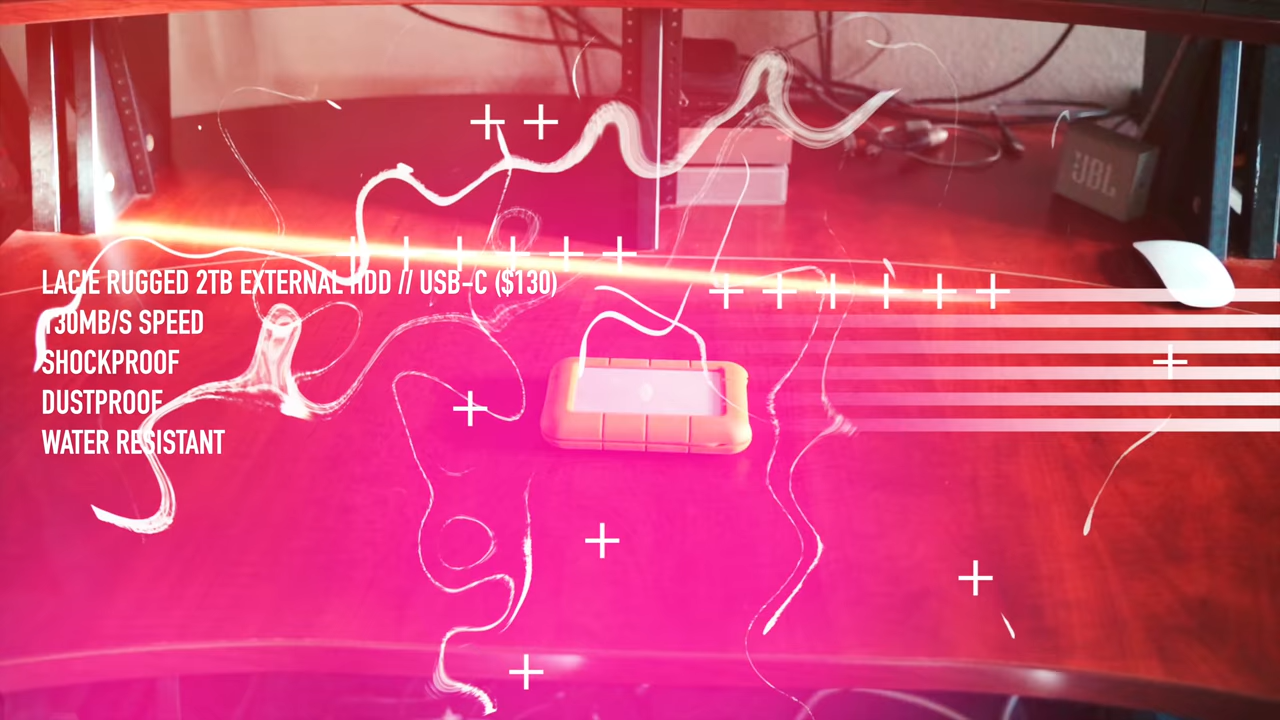 LACIE RUGGED 2TB EXTERNAL HDD // USB-C ($130)
130MB/S SPEED
SHOCKPROOF
DUSTPROOF
WATER RESISTANT
JBL